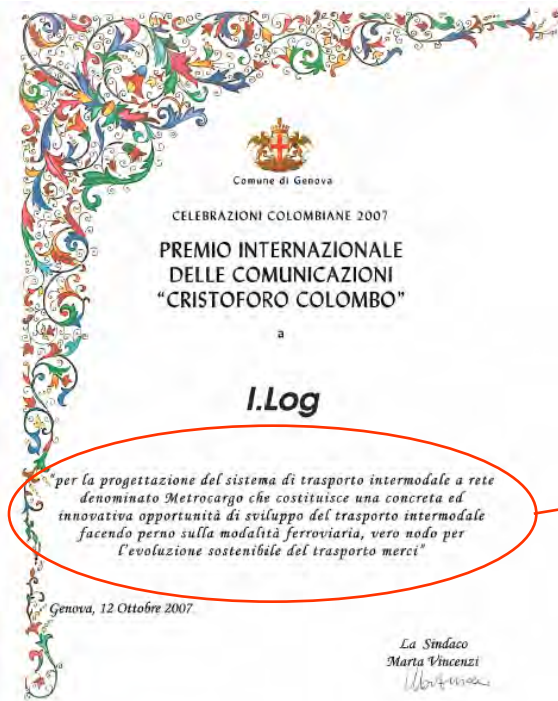 Comune di Genova
CELEBRAZIONI COLOMBIANE 2007
PREMIO INTERNAZIONALE
DELLE COMUNICAZIONI
"CRISTOFORO COLOMBO"
a
I.Log
"per la progettazione del sistema di trasporto intermodale a rete
denominato Metrocargo che costituisce una concreta ed
innovativa opportunità di sviluppo del trasporto intermodale
facendo perno sulla modalità ferroviaria, vero nodo per
l'evoluzione sostenibile del trasporto merci"
Genova, 12 Ottobre 2007
La Sindaco
Marta Vincenzi